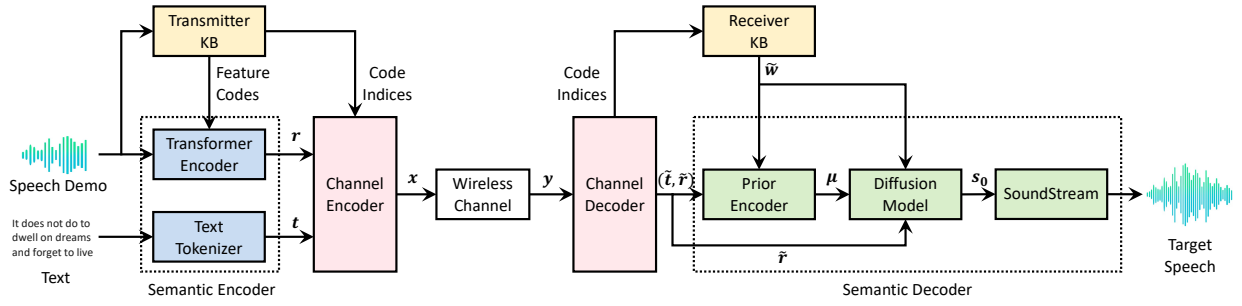 Transmitter
KB
Receiver
KB
Feature
Codes
Code
Indices
Code
Indices
w̃
Speech Demo
Transformer
Encoder
r
Channel
Encoder
x
Wireless
Channel
y
Channel
Decoder
(t̃, r̃)
Prior
Encoder
μ
Diffusion
Model
s₀
SoundStream
It does not do to
dwell on dreams
and forget to live
Text
Text
Tokenizer
t
r̃
Target
Speech
Semantic Encoder
Semantic Decoder